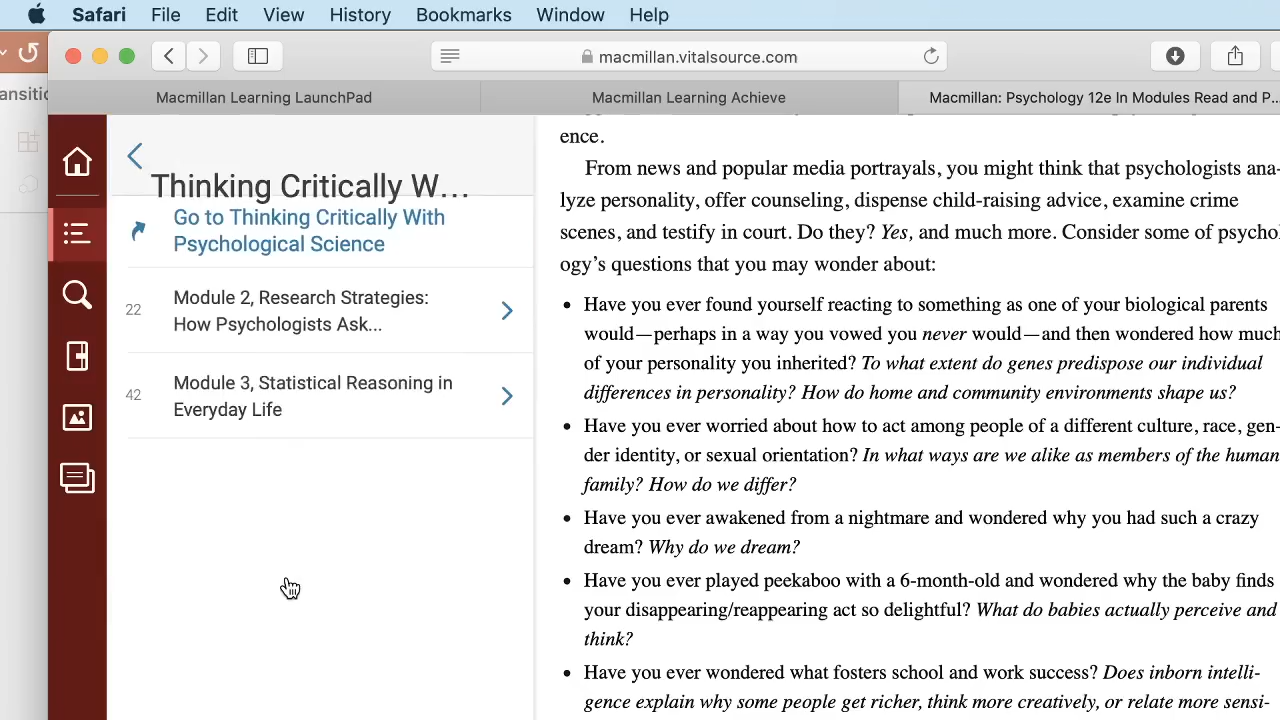 Safari File Edit View History Bookmarks Window Help
macmillan.vitalsource.com
ansitio
Macmillan Learning LaunchPad
Macmillan Learning Achieve
Macmillan: Psychology 12e In Modules Read and P...
Thinking Critically W...
Go to Thinking Critically With
Psychological Science
22
Module 2, Research Strategies:
How Psychologists Ask...
42
Module 3, Statistical Reasoning in
Everyday Life
ence.
From news and popular media portrayals, you might think that psychologists ana-
lyze personality, offer counseling, dispense child-raising advice, examine crime
scenes, and testify in court. Do they? Yes, and much more. Consider some of psychol
ogy’s questions that you may wonder about:
• Have you ever found yourself reacting to something as one of your biological parents
would—perhaps in a way you vowed you never would—and then wondered how much
of your personality you inherited? To what extent do genes predispose our individual
differences in personality? How do home and community environments shape us?
• Have you ever worried about how to act among people of a different culture, race, gen-
der identity, or sexual orientation? In what ways are we alike as members of the human
family? How do we differ?
• Have you ever awakened from a nightmare and wondered why you had such a crazy
dream? Why do we dream?
• Have you ever played peekaboo with a 6-month-old and wondered why the baby finds
your disappearing/reappearing act so delightful? What do babies actually perceive and
think?
• Have you ever wondered what fosters school and work success? Does inborn intelli-
gence explain why some people get richer, think more creatively, or relate more sensi-